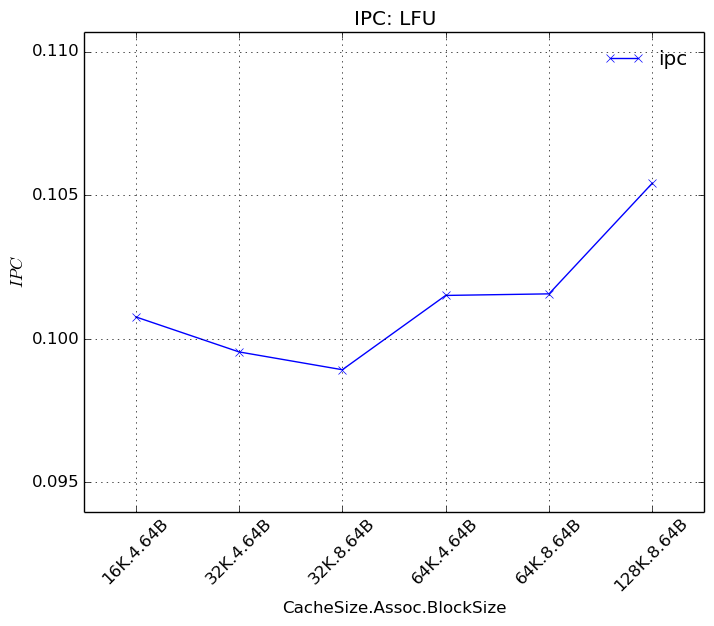 IPC: LFU
ipc
0.110
0.105
0.100
0.095
IPC
16K.4.64B
32K.4.64B
32K.8.64B
64K.4.64B
64K.8.64B
128K.8.64B
CacheSize.Assoc.BlockSize